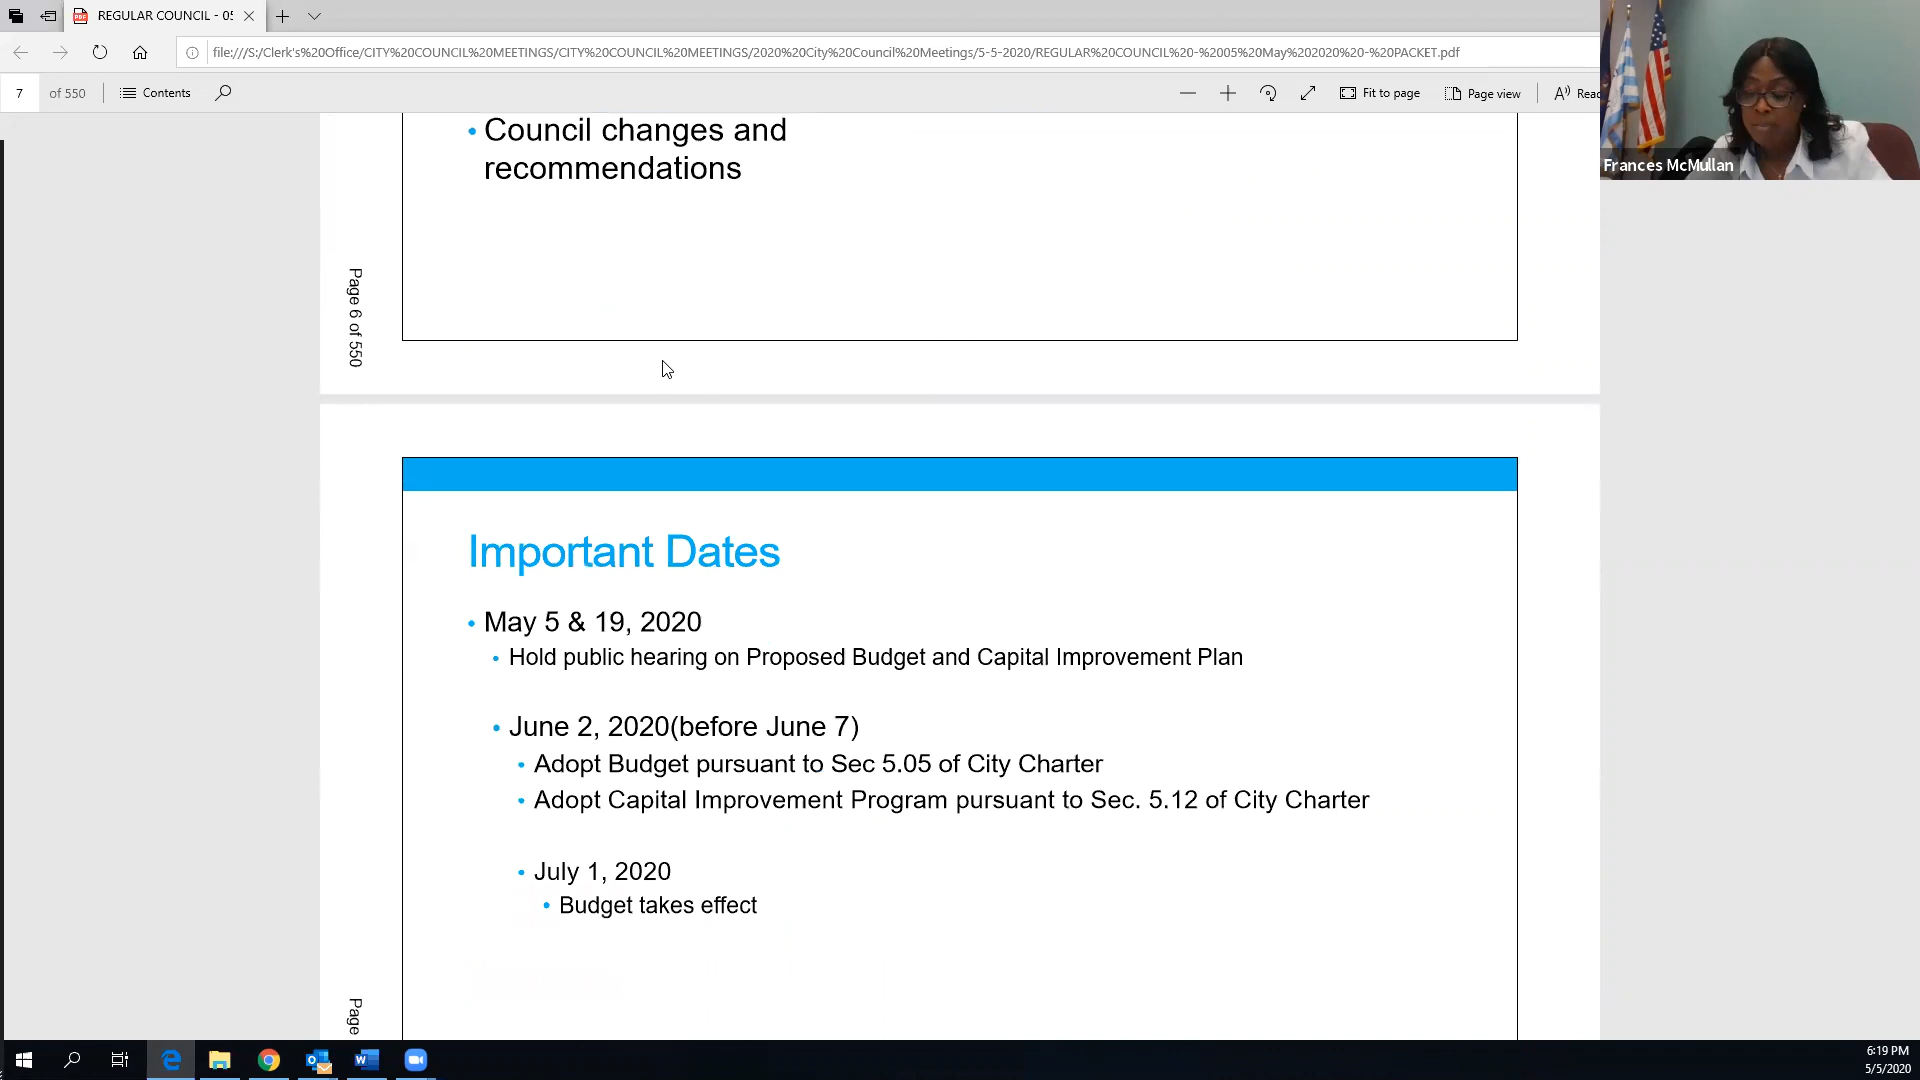 REGULAR COUNCIL - 05
file:///S:/Clerk's%20Office/CITY%20COUNCIL%20MEETINGS/CITY%20COUNCIL%20MEETINGS/2020%20City%20Council%20Meetings/5-5-2020/REGULAR%20COUNCIL%20-%2005%20May%202020%20-%20PACKET.pdf
7 of 550 Contents Fit to page Page view Reac
Frances McMullan
• Council changes and
recommendations
Page 6 of 550
Important Dates
• May 5 & 19, 2020
• Hold public hearing on Proposed Budget and Capital Improvement Plan
• June 2, 2020(before June 7)
• Adopt Budget pursuant to Sec 5.05 of City Charter
• Adopt Capital Improvement Program pursuant to Sec. 5.12 of City Charter
• July 1, 2020
• Budget takes effect
Page
6:19 PM
5/5/2020